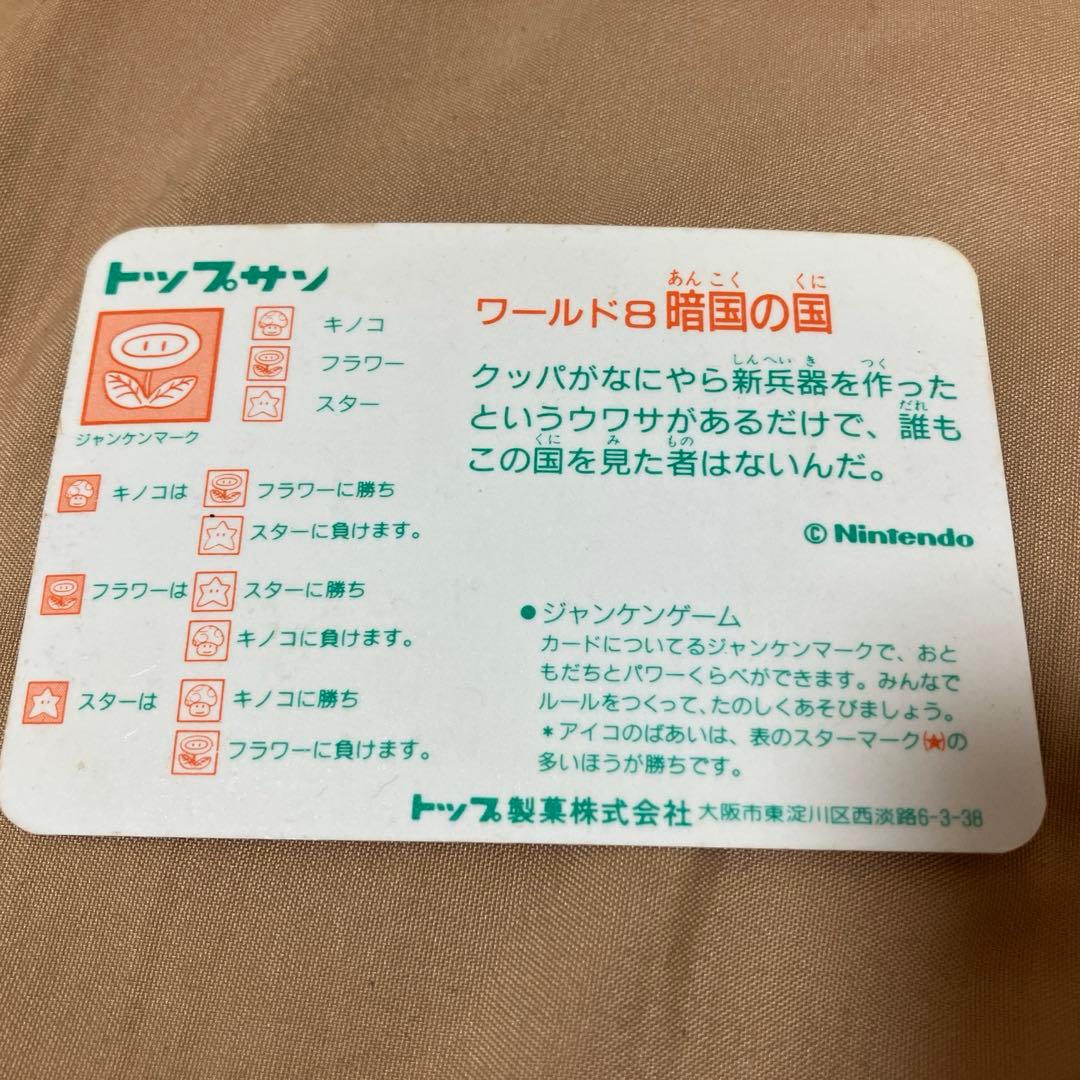 トップサン
キノコ
フラワー
スター
ジャンケンマーク
キノコは フラワーに勝ち
スターに負けます。
フラワーは スターに勝ち
キノコに負けます。
スターは キノコに勝ち
フラワーに負けます。
あんこく くに
ワールド8 暗国の国
しんへいき つく
クッパがなにやら新兵器を作った
だれ
というウワサがあるだけで、誰も
くに み もの
この国を見た者はないんだ。
© Nintendo
●ジャンケンゲーム
カードについてるジャンケンマークで、おと
もだちとパワーくらべができます。みんなで
ルールをつくって、たのしくあそびましょう。
*アイコのばあいは、表のスターマーク(★)の
多いほうが勝ちです。
トップ製菓株式会社 大阪市東淀川区西淡路6-3-38